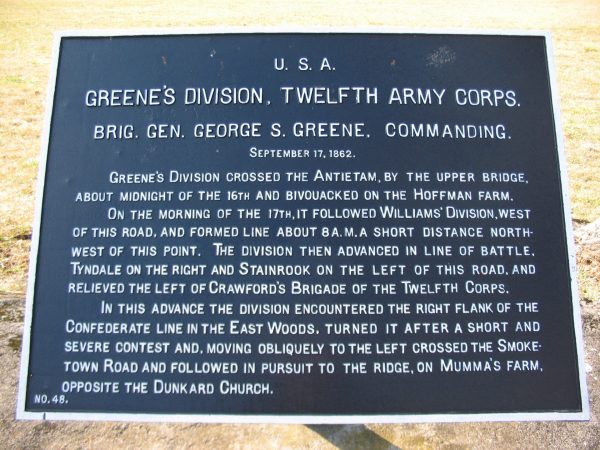 U. S. A.
GREENE'S DIVISION, TWELFTH ARMY CORPS.
BRIG. GEN. GEORGE S. GREENE, COMMANDING.
SEPTEMBER 17, 1862.
GREENE'S DIVISION CROSSED THE ANTIETAM, BY THE UPPER BRIDGE,
ABOUT MIDNIGHT OF THE 16TH AND BIVOUACKED ON THE HOFFMAN FARM.
ON THE MORNING OF THE 17TH, IT FOLLOWED WILLIAMS' DIVISION, WEST
OF THIS ROAD, AND FORMED LINE ABOUT 8 A.M. A SHORT DISTANCE NORTH-
WEST OF THIS POINT. THE DIVISION THEN ADVANCED IN LINE OF BATTLE,
TYNDALE ON THE RIGHT AND STAINROOK ON THE LEFT OF THIS ROAD, AND
RELIEVED THE LEFT OF CRAWFORD'S BRIGADE OF THE TWELFTH CORPS.
IN THIS ADVANCE THE DIVISION ENCOUNTERED THE RIGHT FLANK OF THE
CONFEDERATE LINE IN THE EAST WOODS, TURNED IT AFTER A SHORT AND
SEVERE CONTEST AND, MOVING OBLIQUELY TO THE LEFT CROSSED THE SMOKE-
TOWN ROAD AND FOLLOWED IN PURSUIT TO THE RIDGE, ON MUMMA'S FARM,
OPPOSITE THE DUNKARD CHURCH.
NO. 48.